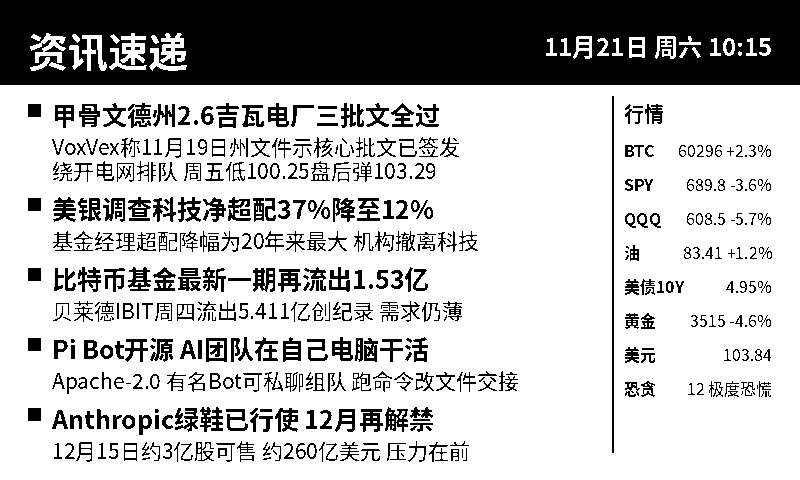 资讯速递
11月21日 周六 10:15
甲骨文德州2.6吉瓦电厂三批文全过
VoxVex称11月19日州文件示核心批文已签发
绕开电网排队 周五低100.25盘后弹103.29
美银调查科技净超配37%降至12%
基金经理超配降幅为20年来最大 机构撤离科技
比特币基金最新一期再流出1.53亿
贝莱德IBIT周四流出5.411亿创纪录 需求仍薄
Pi Bot开源 AI团队在自己电脑干活
Apache-2.0 有名Bot可私聊组队 跑命令改文件交接
Anthropic绿鞋已行使 12月再解禁
12月15日约3亿股可售 约260亿美元 压力在前
行情
BTC 60296 +2.3%
SPY 689.8 -3.6%
QQQ 608.5 -5.7%
油 83.41 +1.2%
美债10Y 4.95%
黄金 3515 -4.6%
美元 103.84
恐贪 12 极度恐慌